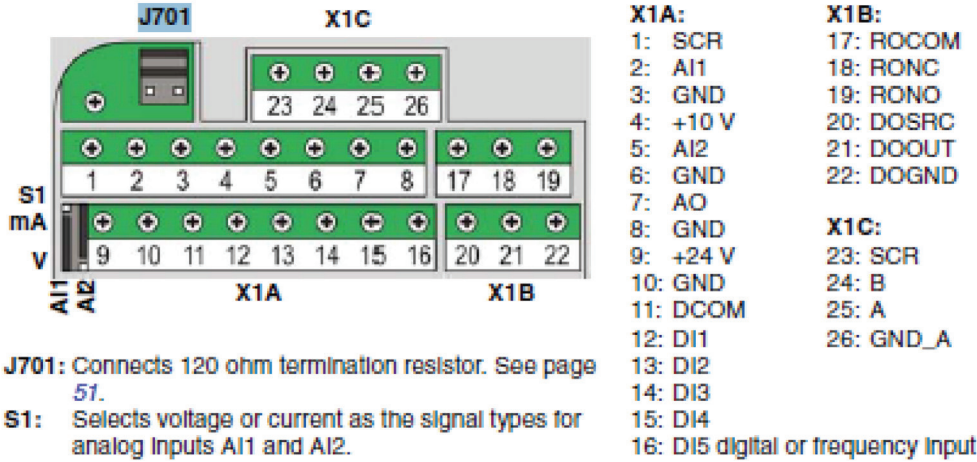 J701
X1C
23 24 25 26
1 2 3 4 5 6 7 8 17 18 19
S1
mA
V
9 10 11 12 13 14 15 16 20 21 22
AI1
AI2
X1A
X1B
J701: Connects 120 ohm termination resistor. See page
51.
S1: Selects voltage or current as the signal types for
analog inputs AI1 and AI2.
X1A:
1: SCR
2: AI1
3: GND
4: +10 V
5: AI2
6: GND
7: AO
8: GND
9: +24 V
10: GND
11: DCOM
12: DI1
13: DI2
14: DI3
15: DI4
16: DI5 digital or frequency input
X1B:
17: ROCOM
18: RONC
19: RONO
20: DOSRC
21: DOOUT
22: DOGND
X1C:
23: SCR
24: B
25: A
26: GND_A